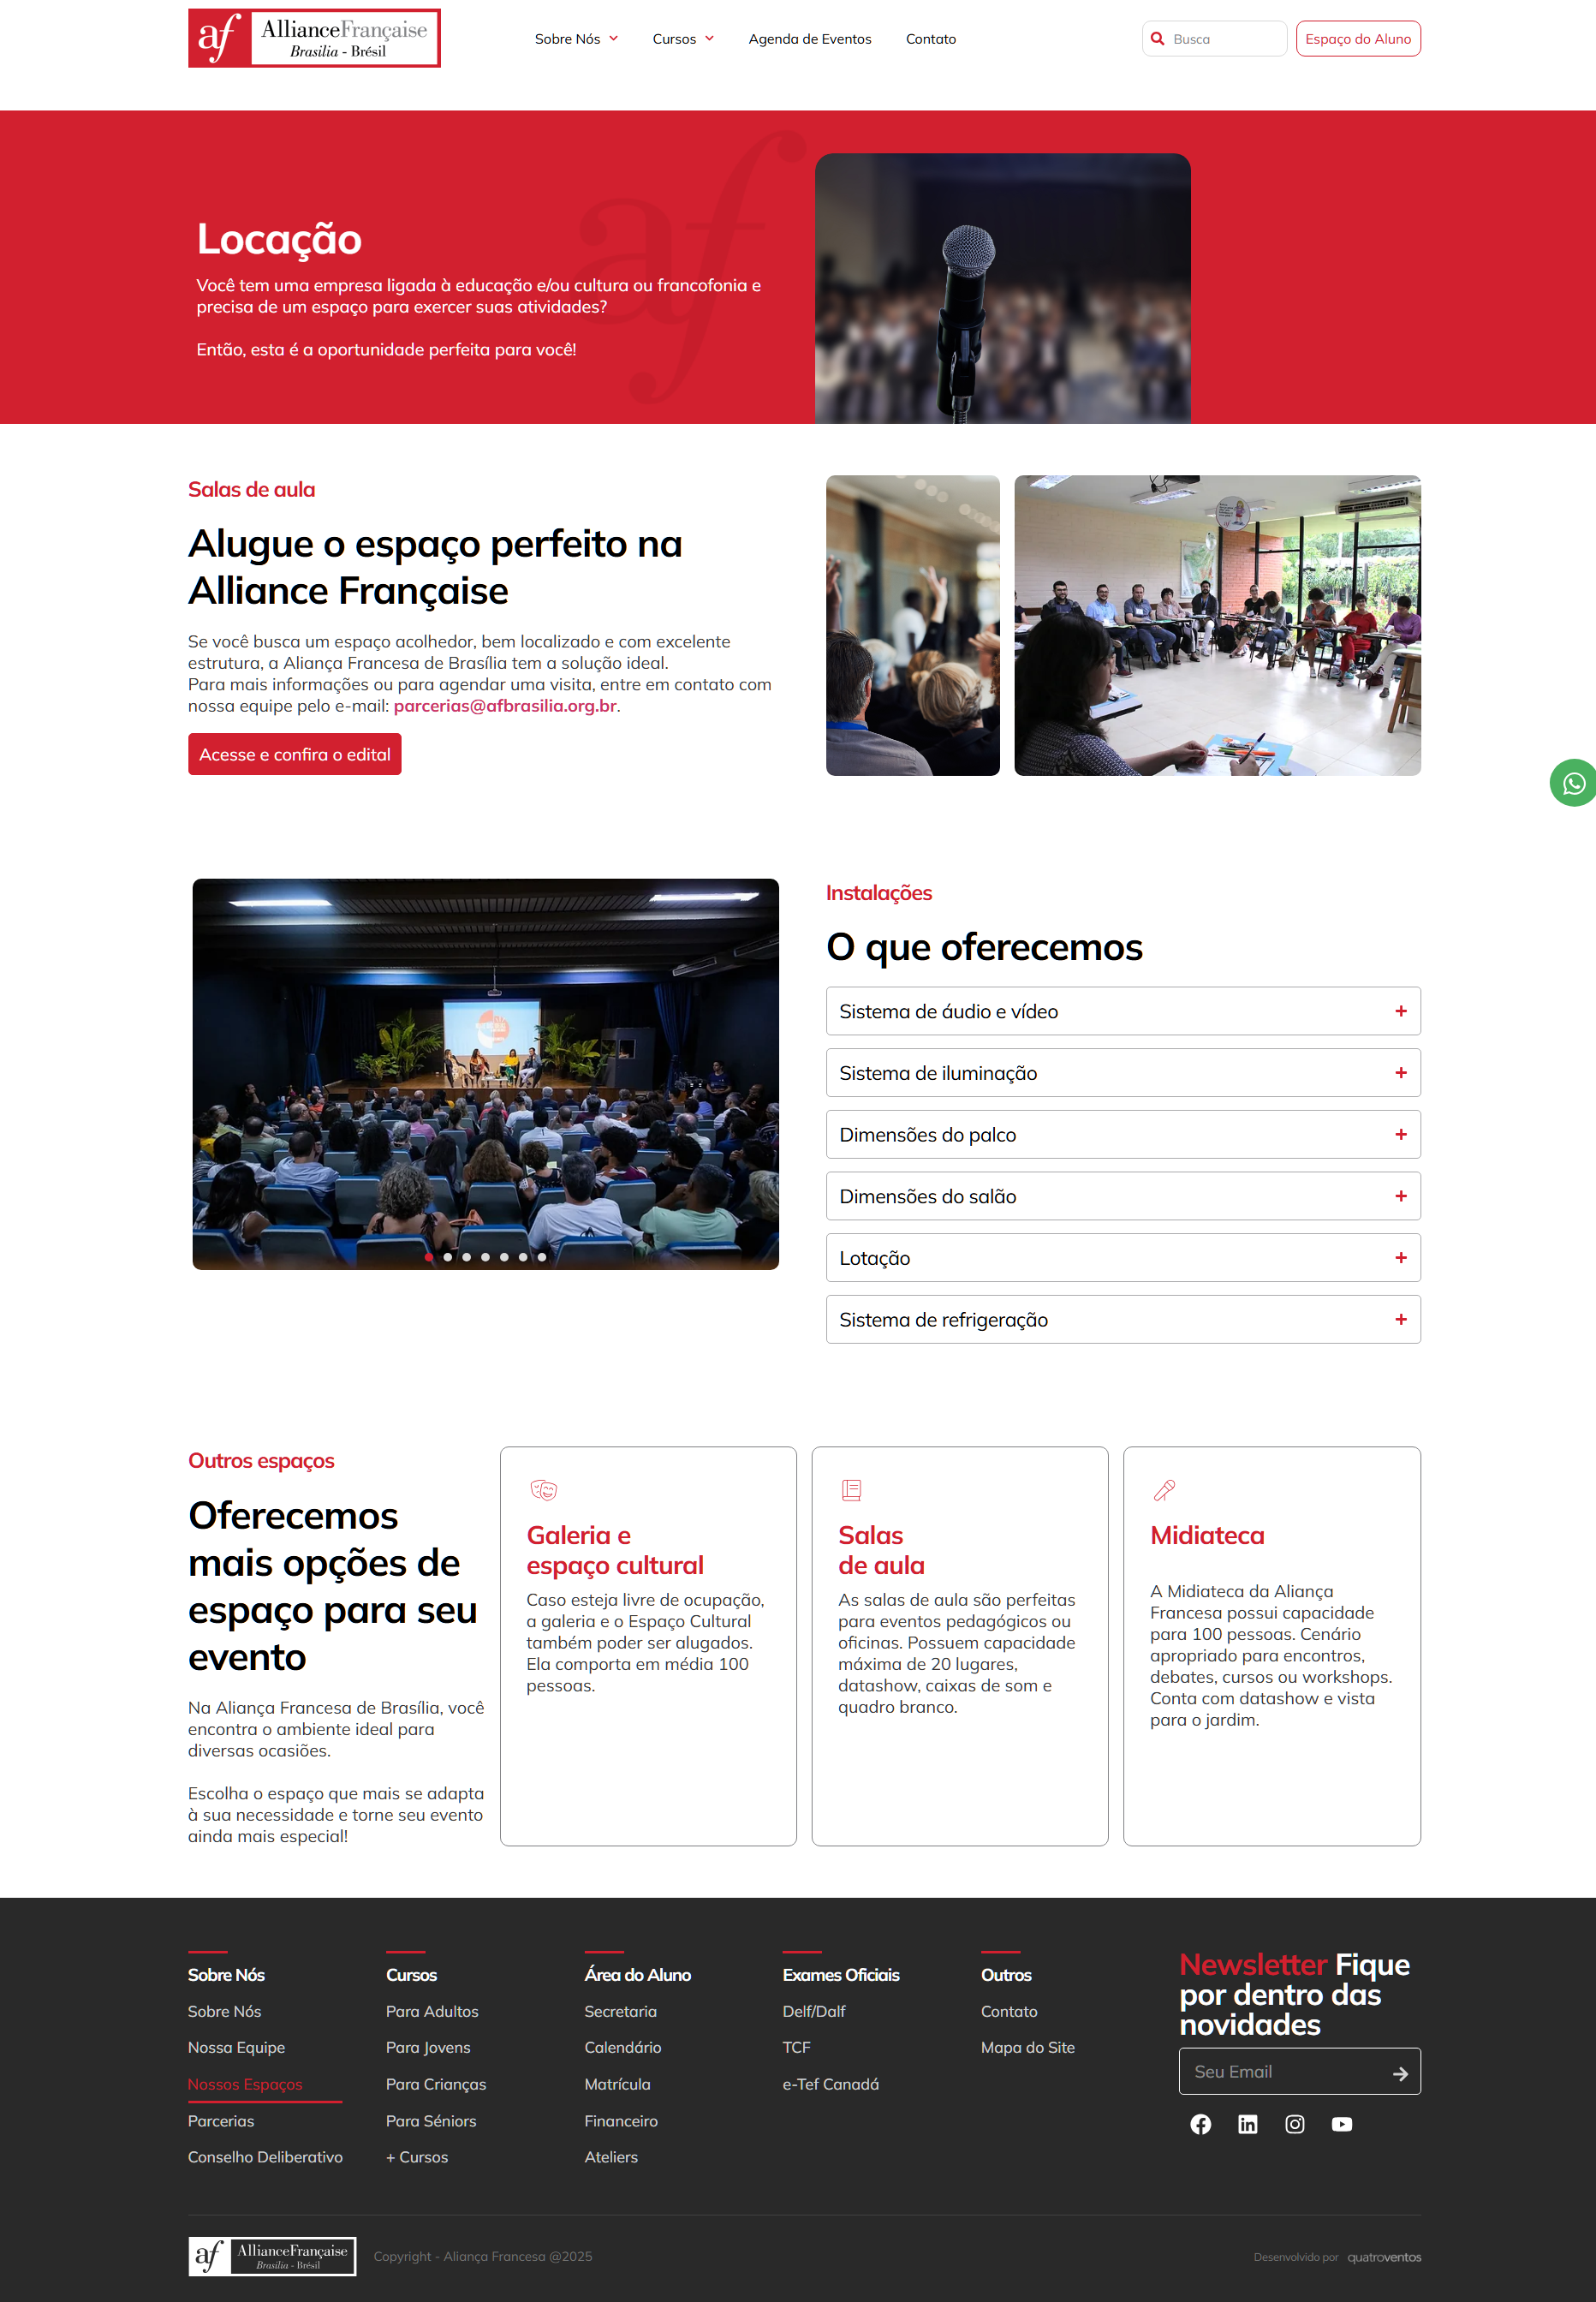 af AllianceFrançaise
Brasilia - Brésil
Sobre Nós
Cursos
Agenda de Eventos
Contato
Busca
Espaço do Aluno
af
Locação
Você tem uma empresa ligada à educação e/ou cultura ou francofonia e
precisa de um espaço para exercer suas atividades?
Então, esta é a oportunidade perfeita para você!
Salas de aula
Alugue o espaço perfeito na
Alliance Française
Se você busca um espaço acolhedor, bem localizado e com excelente
estrutura, a Aliança Francesa de Brasília tem a solução ideal.
Para mais informações ou para agendar uma visita, entre em contato com
nossa equipe pelo e-mail: parcerias@afbrasilia.org.br.
Acesse e confira o edital
Instalações
O que oferecemos
Sistema de áudio e vídeo +
Sistema de iluminação +
Dimensões do palco +
Dimensões do salão +
Lotação +
Sistema de refrigeração +
Outros espaços
Oferecemos
mais opções de
espaço para seu
evento
Na Aliança Francesa de Brasília, você
encontra o ambiente ideal para
diversas ocasiões.
Escolha o espaço que mais se adapta
à sua necessidade e torne seu evento
ainda mais especial!
Galeria e
espaço cultural
Caso esteja livre de ocupação,
a galeria e o Espaço Cultural
também poder ser alugados.
Ela comporta em média 100
pessoas.
Salas
de aula
As salas de aula são perfeitas
para eventos pedagógicos ou
oficinas. Possuem capacidade
máxima de 20 lugares,
datashow, caixas de som e
quadro branco.
Midiateca
A Midiateca da Aliança
Francesa possui capacidade
para 100 pessoas. Cenário
apropriado para encontros,
debates, cursos ou workshops.
Conta com datashow e vista
para o jardim.
Sobre Nós
Sobre Nós
Nossa Equipe
Nossos Espaços
Parcerias
Conselho Deliberativo
Cursos
Para Adultos
Para Jovens
Para Crianças
Para Séniors
+ Cursos
Área do Aluno
Secretaria
Calendário
Matrícula
Financeiro
Ateliers
Exames Oficiais
Delf/Dalf
TCF
e-Tef Canadá
Outros
Contato
Mapa do Site
Newsletter Fique
por dentro das
novidades
Seu Email
af AllianceFrançaise
Brasilia - Brésil
Copyright - Aliança Francesa @2025
Desenvolvido por quatroventos